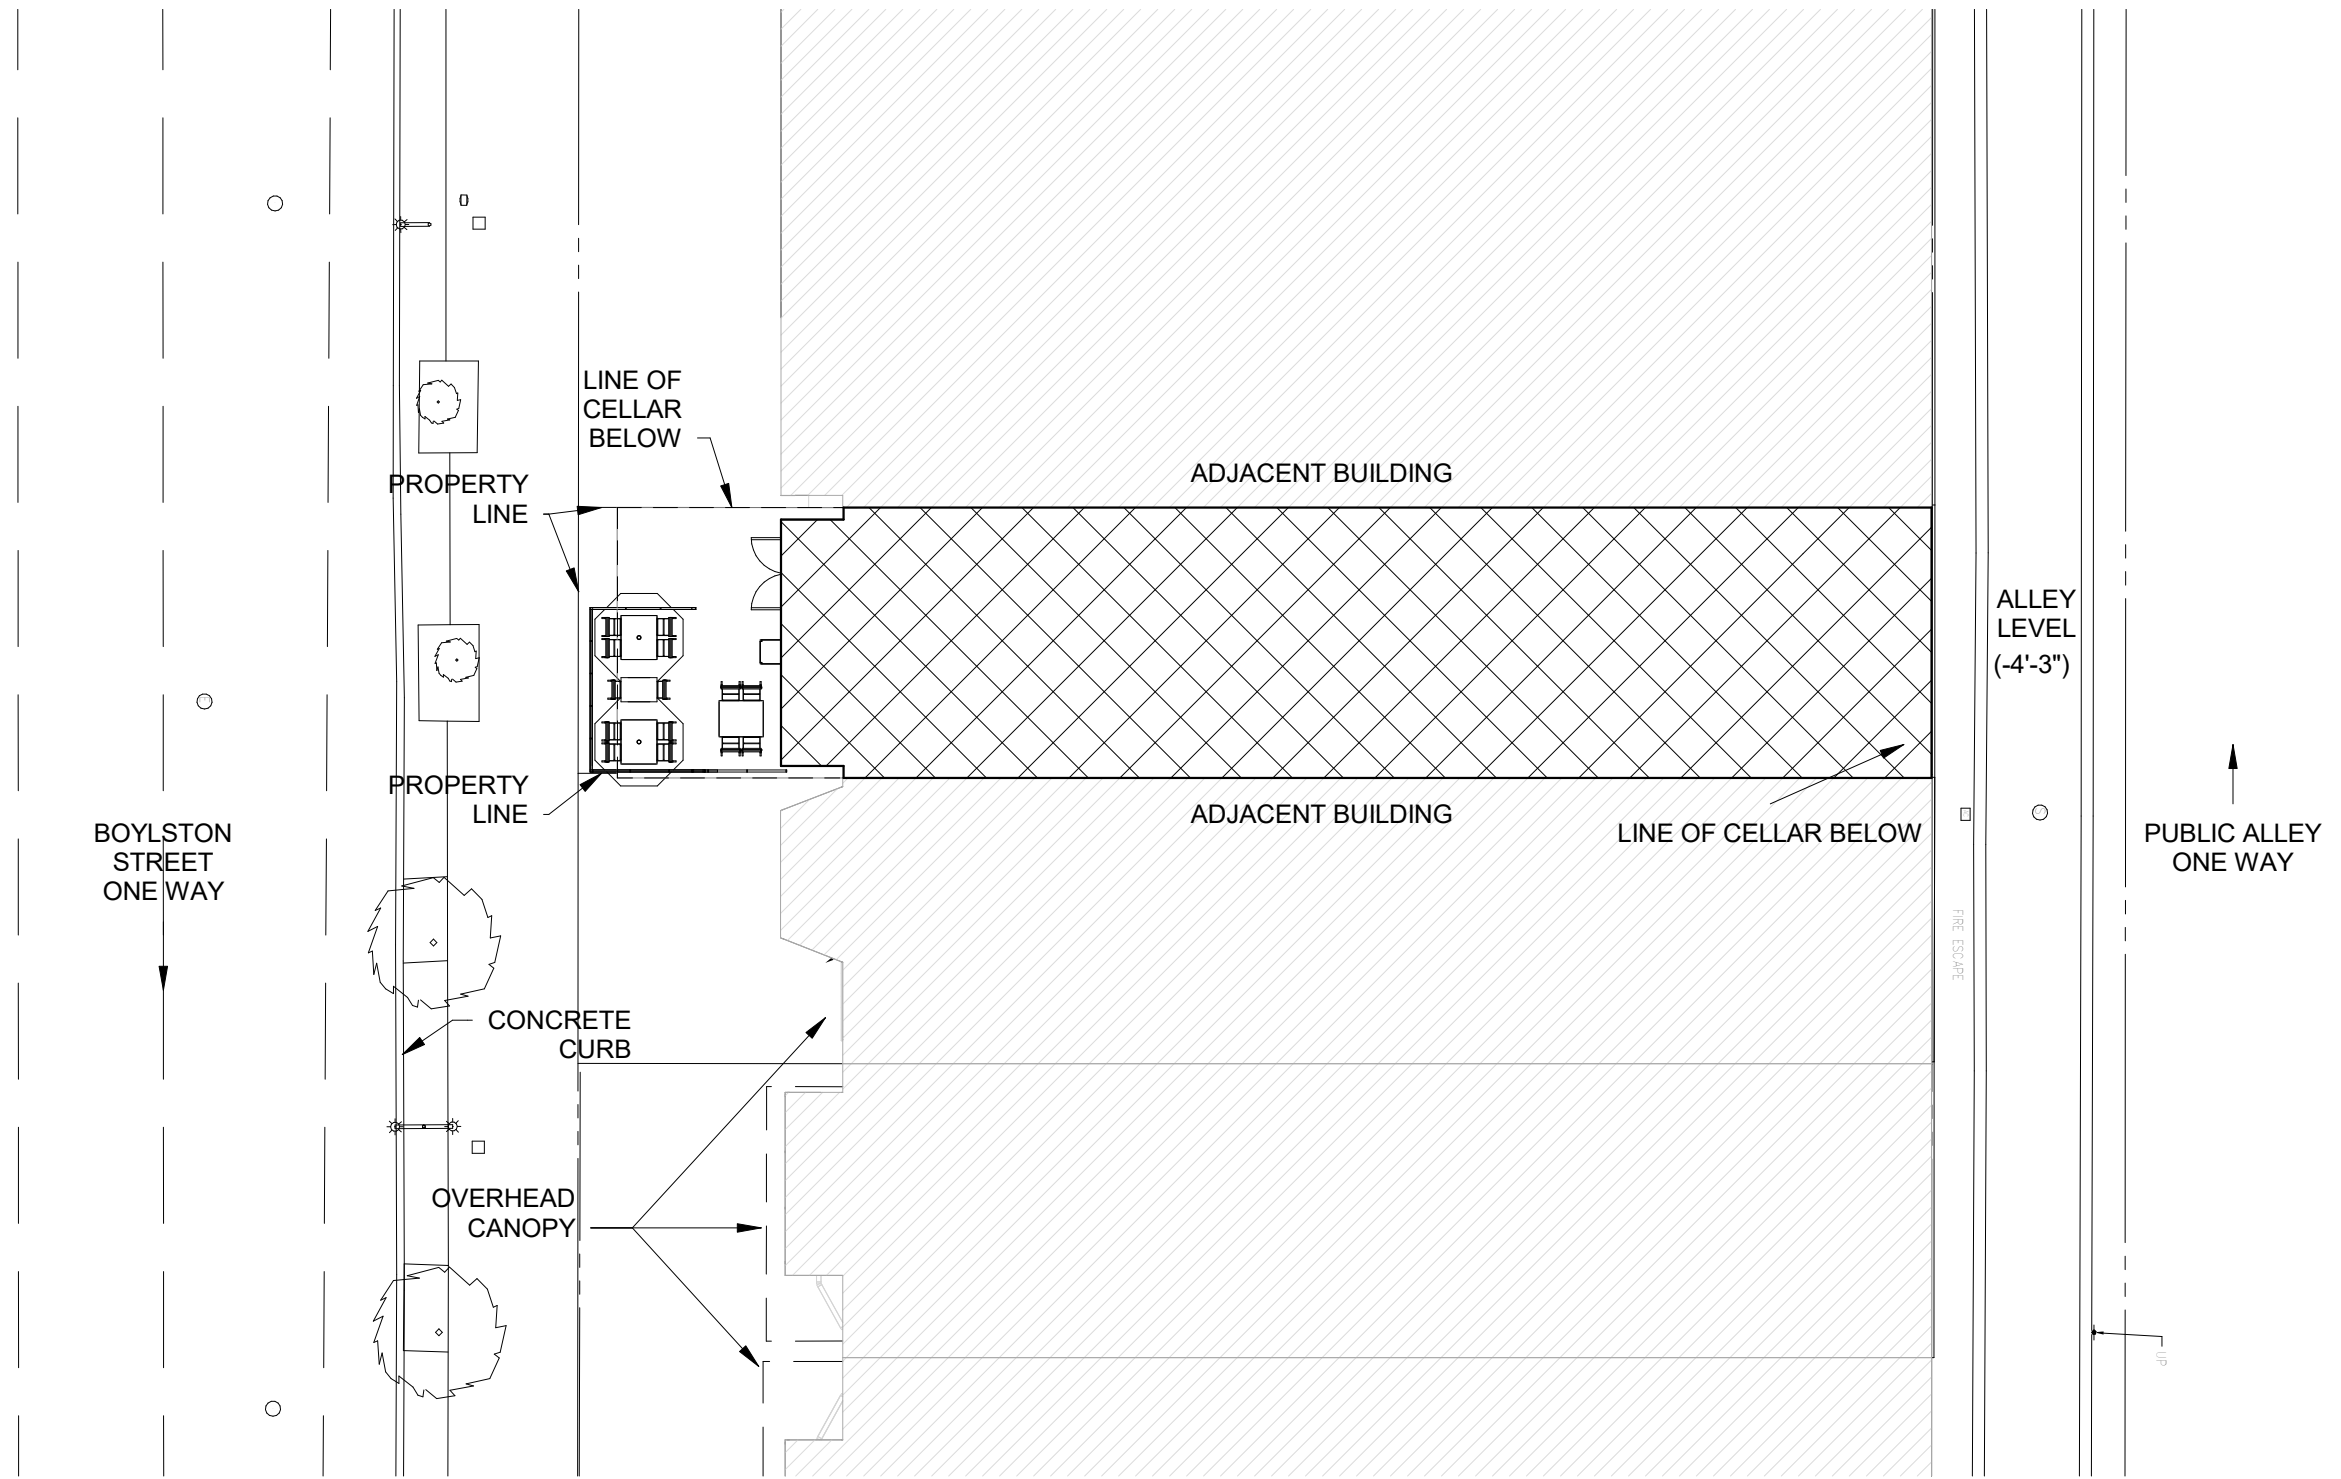 LINE OF
CELLAR
BELOW
PROPERTY
LINE
ADJACENT BUILDING
ALLEY
LEVEL
(-4'-3")
PROPERTY
LINE
ADJACENT BUILDING
LINE OF CELLAR BELOW
BOYLSTON
STREET
ONE WAY
PUBLIC ALLEY
ONE WAY
FIRE ESCAPE
CONCRETE
CURB
OVERHEAD
CANOPY
UP